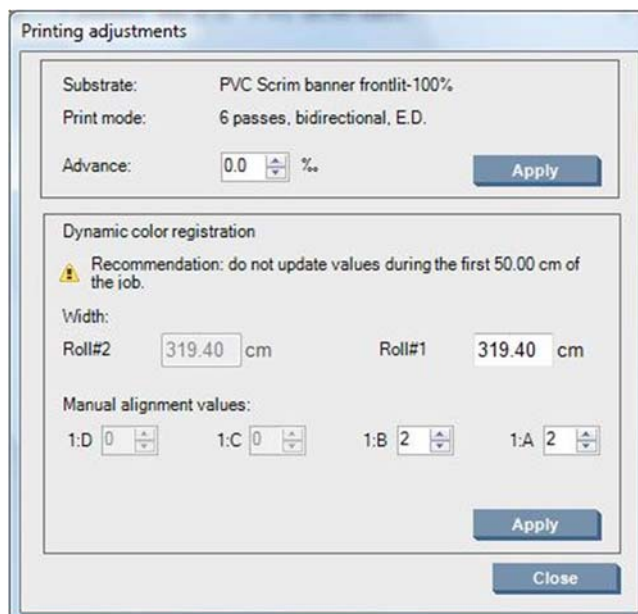 Printing adjustments
Substrate: PVC Scrim banner frontlit-100%
Print mode: 6 passes, bidirectional, E.D.
Advance: 0.0 ‰ Apply
Dynamic color registration
Recommendation: do not update values during the first 50.00 cm of
the job.
Width:
Roll#2 319.40 cm Roll#1 319.40 cm
Manual alignment values:
1:D 0 1:C 0 1:B 2 1:A 2
Apply
Close